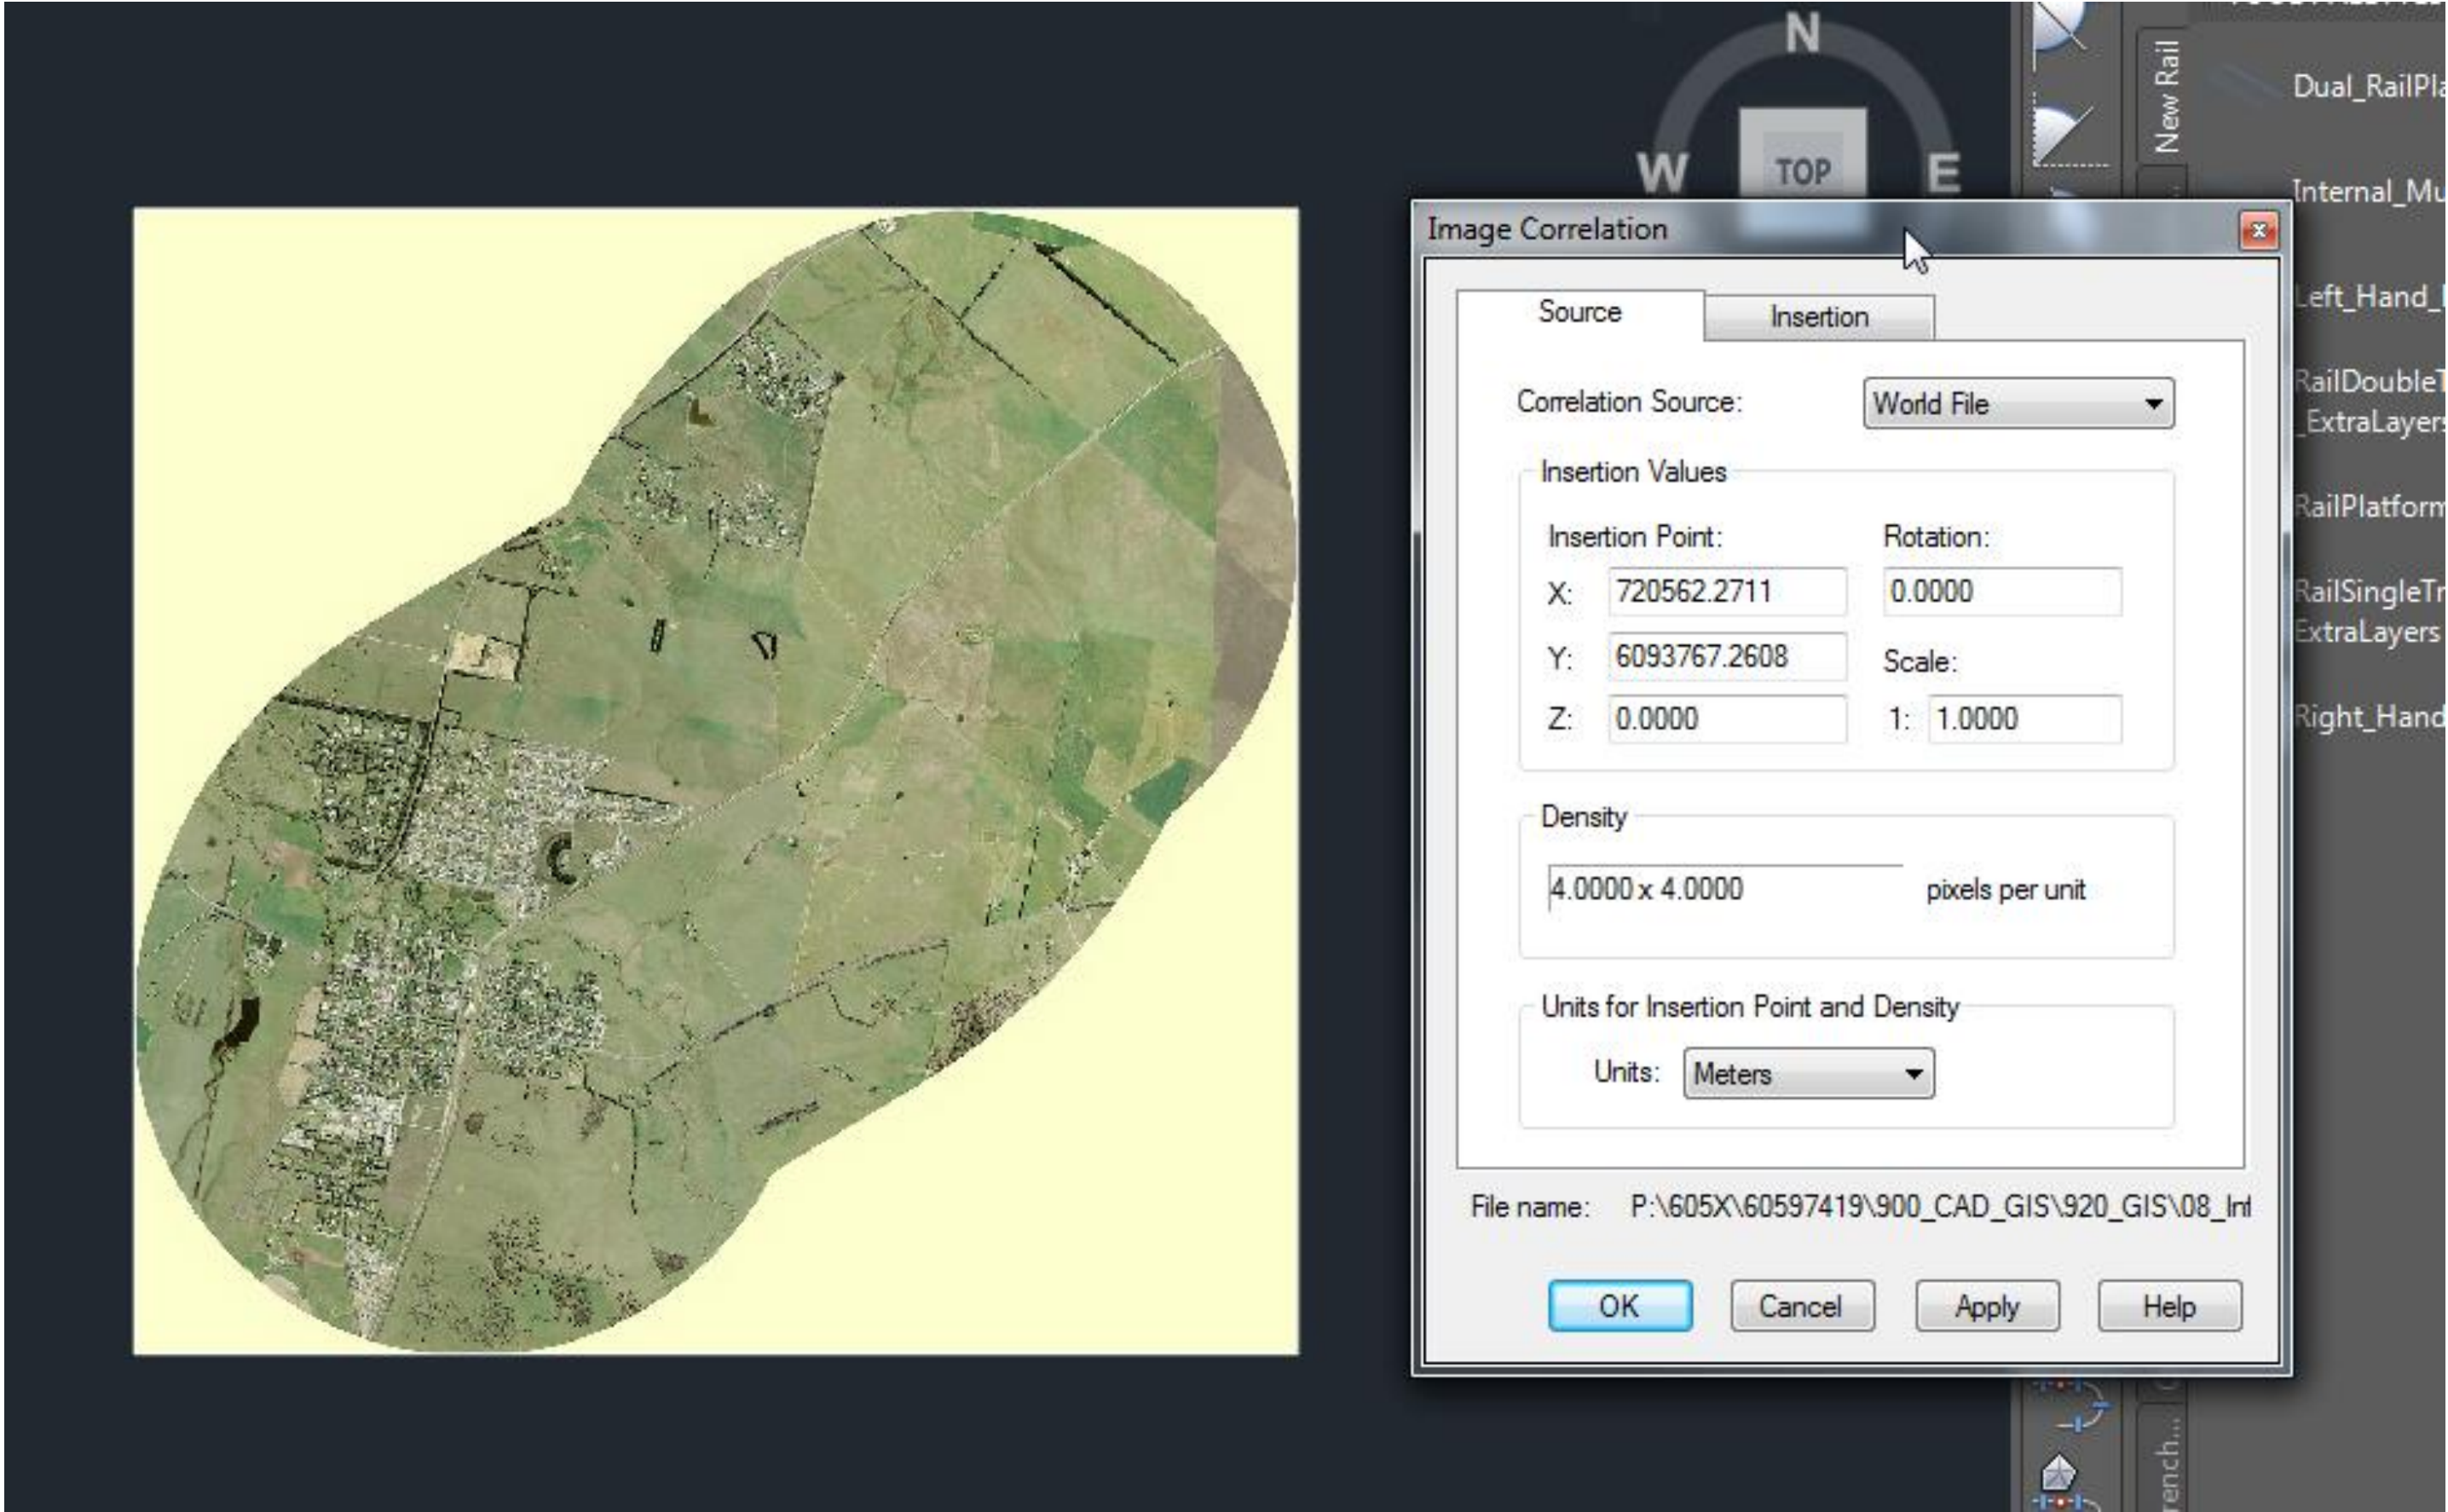 N
W
TOP
E
New Rail
Dual_RailPla
Internal_Mu
Left_Hand_
RailDoubleT
_ExtraLayers
RailPlatform
RailSingleTr
ExtraLayers
Right_Hand
Image Correlation
Source
Insertion
Correlation Source:
World File
Insertion Values
Insertion Point:
Rotation:
X:
720562.2711
0.0000
Y:
6093767.2608
Scale:
Z:
0.0000
1:
1.0000
Density
4.0000 x 4.0000
pixels per unit
Units for Insertion Point and Density
Units:
Meters
File name:
P:\605X\60597419\900_CAD_GIS\920_GIS\08_Int
OK
Cancel
Apply
Help
rench...